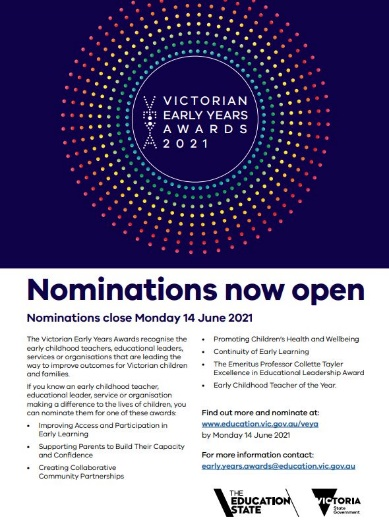 VICTORIAN
EARLY YEARS
AWARDS
2021
Nominations now open
Nominations close Monday 14 June 2021
The Victorian Early Years Awards recognise the
early childhood teachers, educational leaders,
services or organisations that are leading the
way to improve outcomes for Victorian children
and families.
If you know an early childhood teacher,
educational leader, service or organisation
making a difference to the lives of children, you
can nominate them for one of these awards:
• Improving Access and Participation in
Early Learning
• Supporting Parents to Build Their Capacity
and Confidence
• Creating Collaborative
Community Partnerships
• Promoting Children's Health and Wellbeing
• Continuity of Early Learning
• The Emeritus Professor Collette Tayler
Excellence in Educational Leadership Award
• Early Childhood Teacher of the Year.
Find out more and nominate at:
www.education.vic.gov.au/veya
by Monday 14 June 2021
For more information contact:
early.years.awards@education.vic.gov.au
THE
EDUCATION
STATE
VICTORIA
State
Government